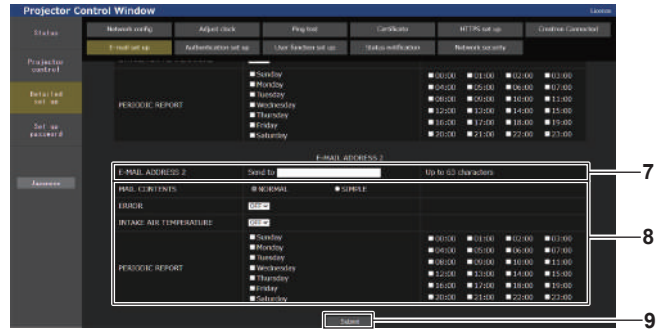 Projector Control Window
License
Status
Projector control
Detailed set up
Set up password
Japanese
Network config
Adjust clock
Ping test
Certificate
HTTPS set up
Crestron Connected
E-mail set up
Authentication set up
User function set up
Status notification
Network security
PERIODIC REPORT
Sunday
Monday
Tuesday
Wednesday
Thursday
Friday
Saturday
00:00 01:00 02:00 03:00
04:00 05:00 06:00 07:00
08:00 09:00 10:00 11:00
12:00 13:00 14:00 15:00
16:00 17:00 18:00 19:00
20:00 21:00 22:00 23:00
E-MAIL ADDRESS 2
E-MAIL ADDRESS 2 Send to Up to 63 characters
7
MAIL CONTENTS NORMAL SIMPLE
ERROR OFF
INTAKE AIR TEMPERATURE OFF
8
PERIODIC REPORT
Sunday
Monday
Tuesday
Wednesday
Thursday
Friday
Saturday
00:00 01:00 02:00 03:00
04:00 05:00 06:00 07:00
08:00 09:00 10:00 11:00
12:00 13:00 14:00 15:00
16:00 17:00 18:00 19:00
20:00 21:00 22:00 23:00
Submit
9